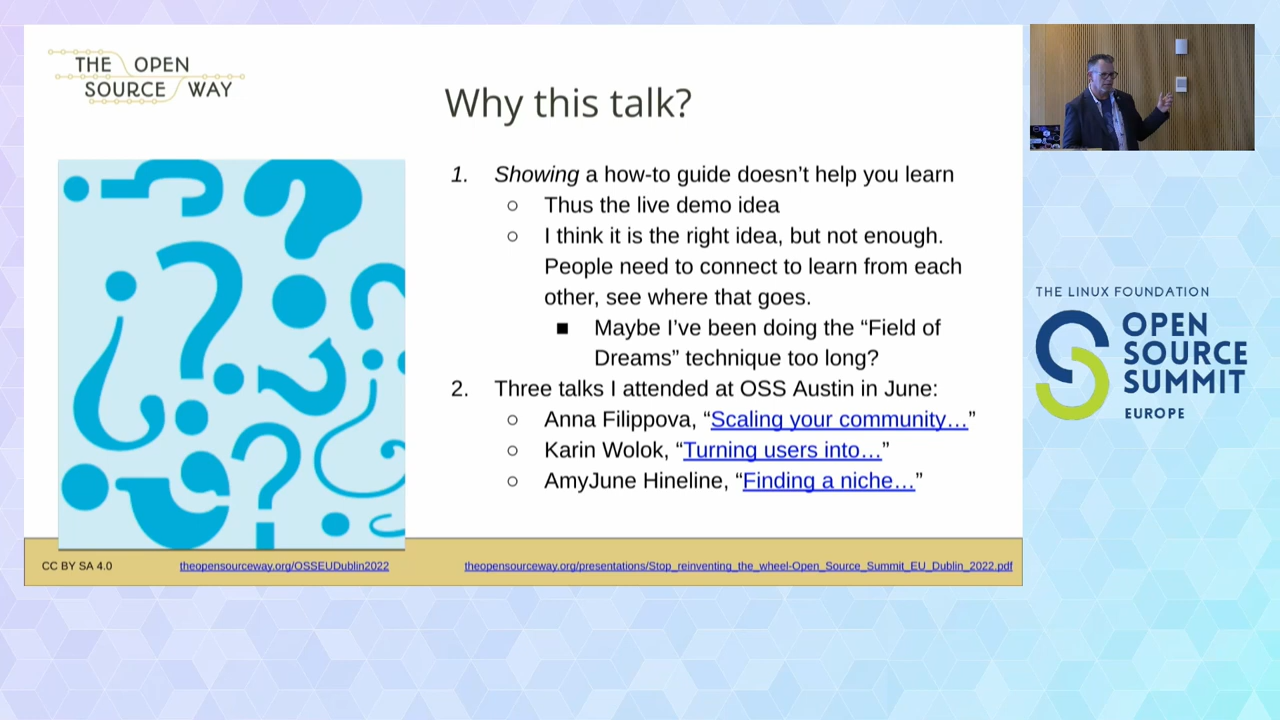 THE OPEN
SOURCE WAY
Why this talk?
1. Showing a how-to guide doesn’t help you learn
○ Thus the live demo idea
○ I think it is the right idea, but not enough.
People need to connect to learn from each
other, see where that goes.
■ Maybe I’ve been doing the “Field of
Dreams” technique too long?
2. Three talks I attended at OSS Austin in June:
○ Anna Filippova, “Scaling your community…”
○ Karin Wolok, “Turning users into…”
○ AmyJune Hineline, “Finding a niche…”
CC BY SA 4.0
theopensourceway.org/OSSEUDublin2022
theopensourceway.org/presentations/Stop_reinventing_the_wheel-Open_Source_Summit_EU_Dublin_2022.pdf
THE LINUX FOUNDATION
OPEN
SOURCE
SUMMIT
EUROPE